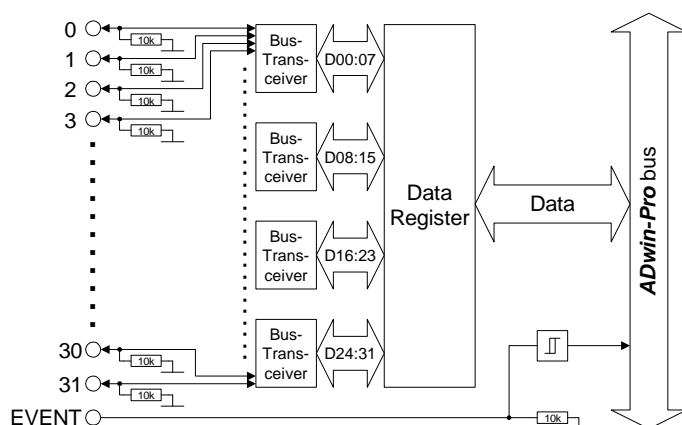 0
10k
1
10k
2
10k
3
10k
30
10k
31
10k
EVENT
Bus-
Trans-
ceiver
D00:07
Bus-
Trans-
ceiver
D08:15
Bus-
Trans-
ceiver
D16:23
Bus-
Trans-
ceiver
D24:31
Data
Register
Data
ADwin-Pro bus
10k